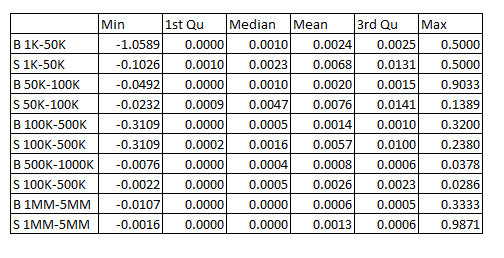 Min 1st Qu Median Mean 3rd Qu Max
B 1K-50K -1.0589 0.0000 0.0010 0.0024 0.0025 0.5000
S 1K-50K -0.1026 0.0010 0.0023 0.0068 0.0131 0.5000
B 50K-100K -0.0492 0.0000 0.0010 0.0020 0.0015 0.9033
S 50K-100K -0.0232 0.0009 0.0047 0.0076 0.0141 0.1389
B 100K-500K -0.3109 0.0000 0.0005 0.0014 0.0010 0.3200
S 100K-500K -0.3109 0.0002 0.0016 0.0057 0.0100 0.2380
B 500K-1000K -0.0076 0.0000 0.0004 0.0008 0.0006 0.0378
S 100K-500K -0.0022 0.0000 0.0005 0.0026 0.0023 0.0286
B 1MM-5MM -0.0107 0.0000 0.0000 0.0006 0.0005 0.3333
S 1MM-5MM -0.0016 0.0000 0.0000 0.0013 0.0006 0.9871